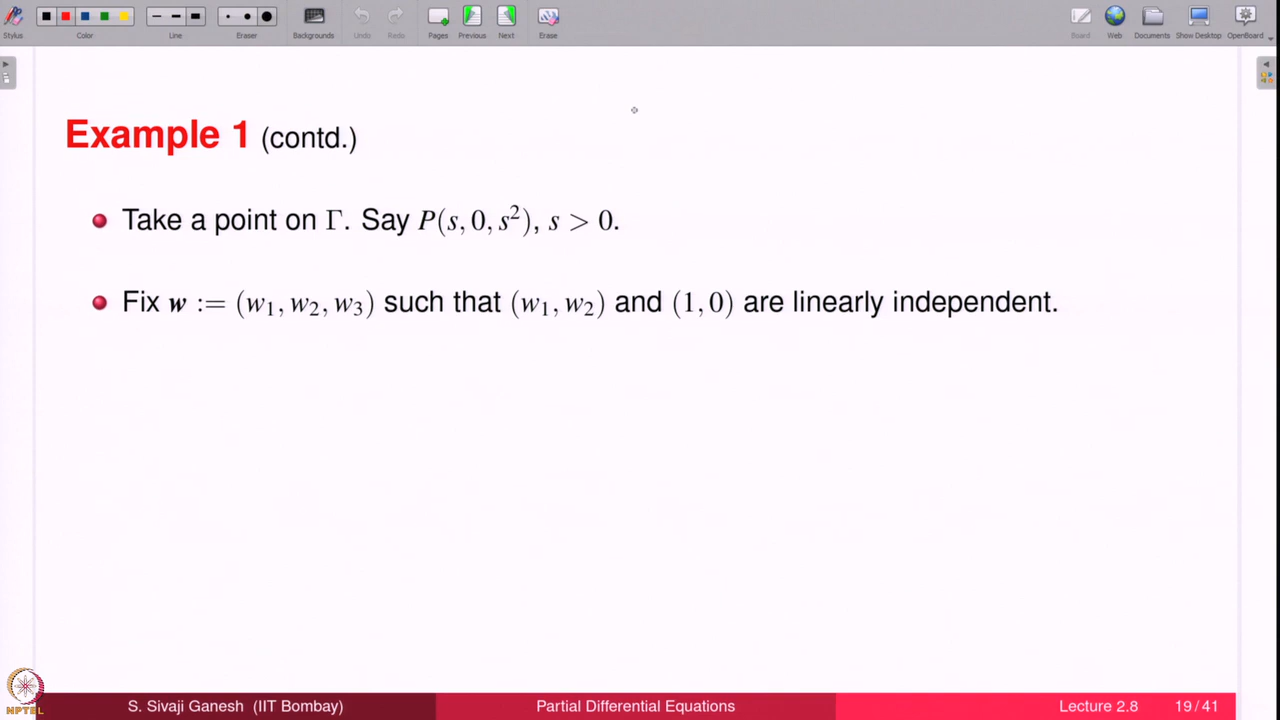 Stylus Color Line Eraser Backgrounds Undo Redo Pages Previous Next Erase Board Web Documents Show Desktop OpenBoard
Example 1 (contd.)
Take a point on Γ. Say P(s, 0, s²), s > 0.
Fix w := (w₁, w₂, w₃) such that (w₁, w₂) and (1, 0) are linearly independent.
NPTEL
S. Sivaji Ganesh (IIT Bombay) Partial Differential Equations Lecture 2.8 19 / 41